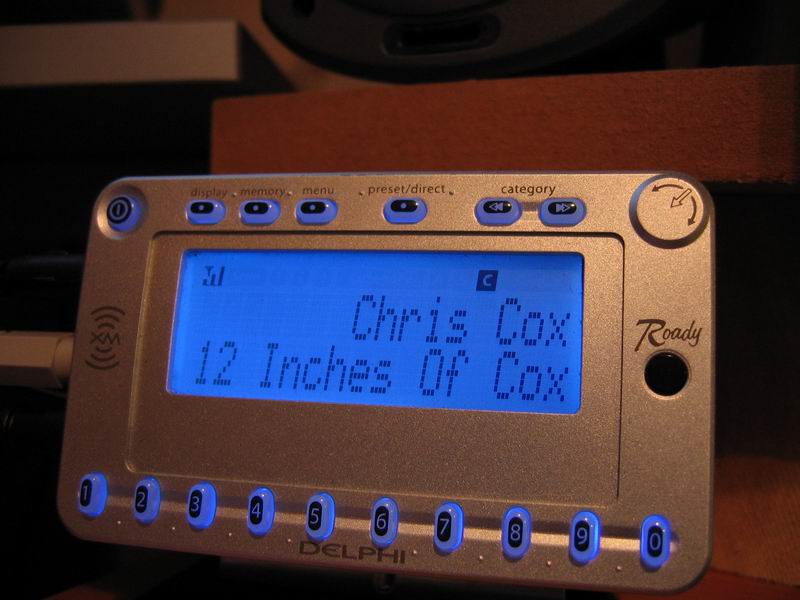 display memory menu preset/direct category
C
Chris Cox
12 Inches Of Cox
XM
Roady
1 2 3 4 5 6 7 8 9 0
DELPHI